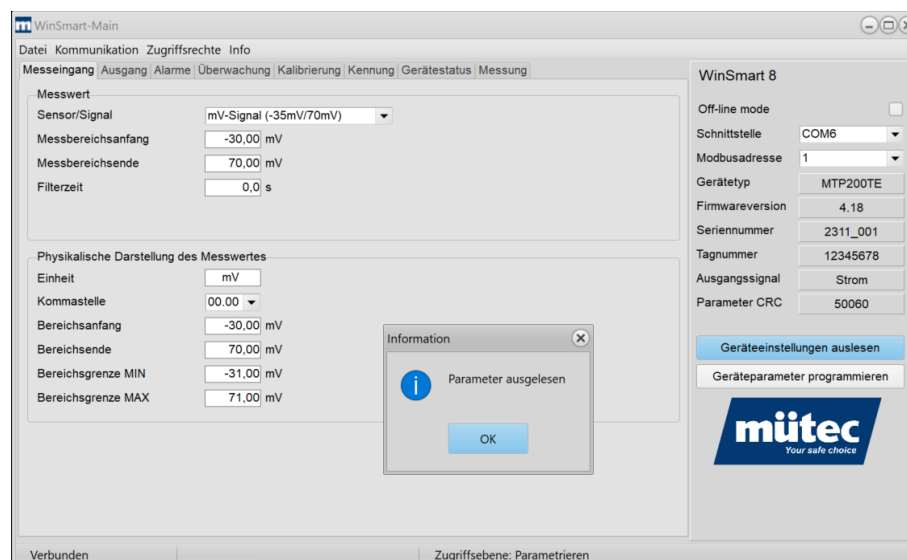 WinSmart-Main
Datei Kommunikation Zugriffsrechte Info
Messeingang Ausgang Alarme Überwachung Kalibrierung Kennung Gerätestatus Messung
Messwert
Sensor/Signal mV-Signal (-35mV/70mV)
Messbereichsanfang -30,00 mV
Messbereichsende 70,00 mV
Filterzeit 0,0 s
Physikalische Darstellung des Messwertes
Einheit mV
Kommastelle 00.00
Bereichsanfang -30,00 mV
Bereichsende 70,00 mV
Bereichsgrenze MIN -31,00 mV
Bereichsgrenze MAX 71,00 mV
Information
Parameter ausgelesen
OK
WinSmart 8
Off-line mode
Schnittstelle COM6
Modbusadresse 1
Gerätetyp MTP200TE
Firmwareversion 4.18
Seriennummer 2311_001
Tagnummer 12345678
Ausgangssignal Strom
Parameter CRC 50060
Geräteeinstellungen auslesen
Geräteparameter programmieren
mütec
Your safe choice
Verbunden
Zugriffsebene: Parametrieren